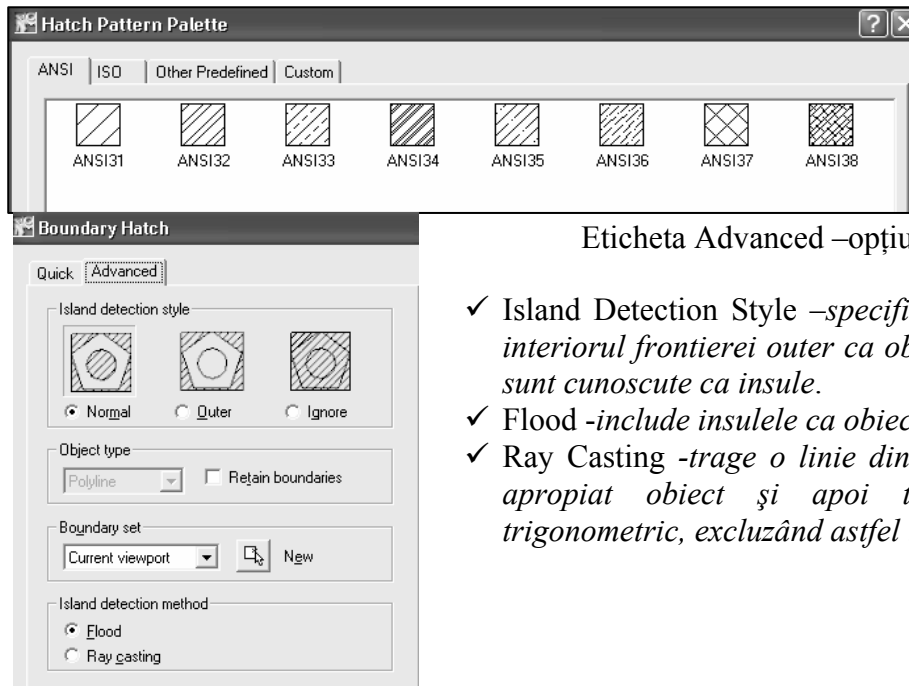 Hatch Pattern Palette
ANSI ISO Other Predefined Custom
ANSI31 ANSI32 ANSI33 ANSI34 ANSI35 ANSI36 ANSI37 ANSI38
Boundary Hatch
Quick Advanced
Island detection style
Normal Outer Ignore
Object type
Polyline Retain boundaries
Boundary set
Current viewport New
Island detection method
Flood
Ray casting
Eticheta Advanced –opțiu
✓ Island Detection Style –specifi
interiorul frontierei outer ca ob
sunt cunoscute ca insule.
✓ Flood -include insulele ca obiec
✓ Ray Casting -trage o linie din
apropiat obiect și apoi t
trigonometric, excluzând astfel